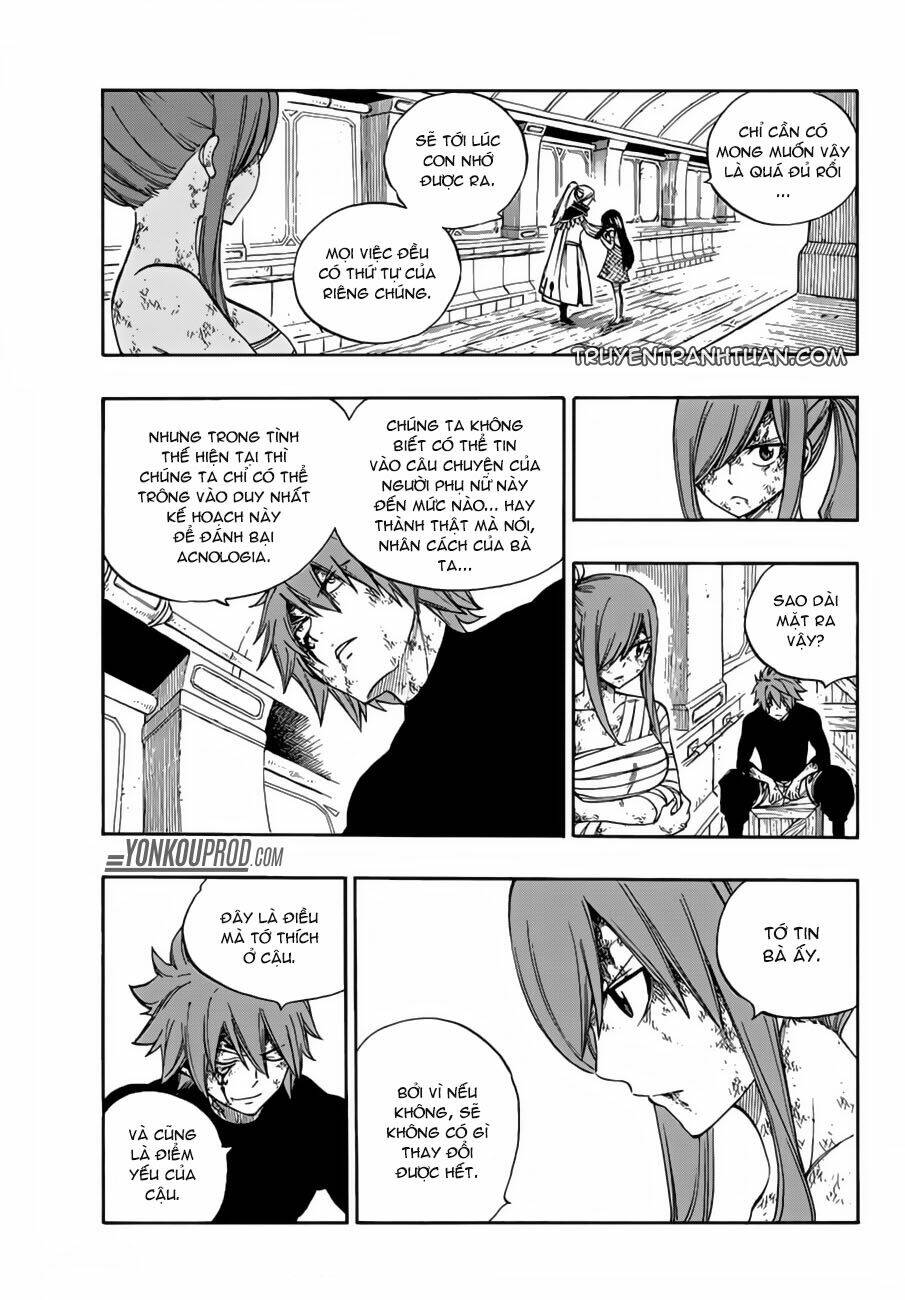 CHỈ CẦN CÓ
MONG MUỐN VẬY
LÀ QUÁ ĐỦ RỒI
...
SẼ TỚI LÚC
CON NHỚ
ĐƯỢC RA.
MỌI VIỆC ĐỀU
CÓ THỨ TỰ CỦA
RIÊNG CHÚNG.
TRUYENTRANHTUAN.COM
CHÚNG TA KHÔNG
BIẾT CÓ THỂ TIN
VÀO CÂU CHUYỆN CỦA
NGƯỜI PHỤ NỮ NÀY
ĐẾN MỨC NÀO... HAY
THÀNH THẬT MÀ NÓI,
NHÂN CÁCH CỦA BÀ
TA...
NHƯNG TRONG TÌNH
THẾ HIỆN TẠI THÌ
CHÚNG TA CHỈ CÓ THỂ
TRÔNG VÀO DUY NHẤT
KẾ HOẠCH NÀY
ĐỂ ĐÁNH BẠI
ACNOLOGIA.
SAO DÀI
MẶT RA
VẬY?
YONKOUPROD.COM
TỚ TIN
BÀ ẤY.
BỞI VÌ NẾU
KHÔNG, SẼ
KHÔNG CÓ GÌ
THAY ĐỔI
ĐƯỢC HẾT.
ĐÂY LÀ ĐIỀU
MÀ TỚ THÍCH
Ở CẬU.
VÀ CŨNG
LÀ ĐIỂM
YẾU CỦA
CẬU.